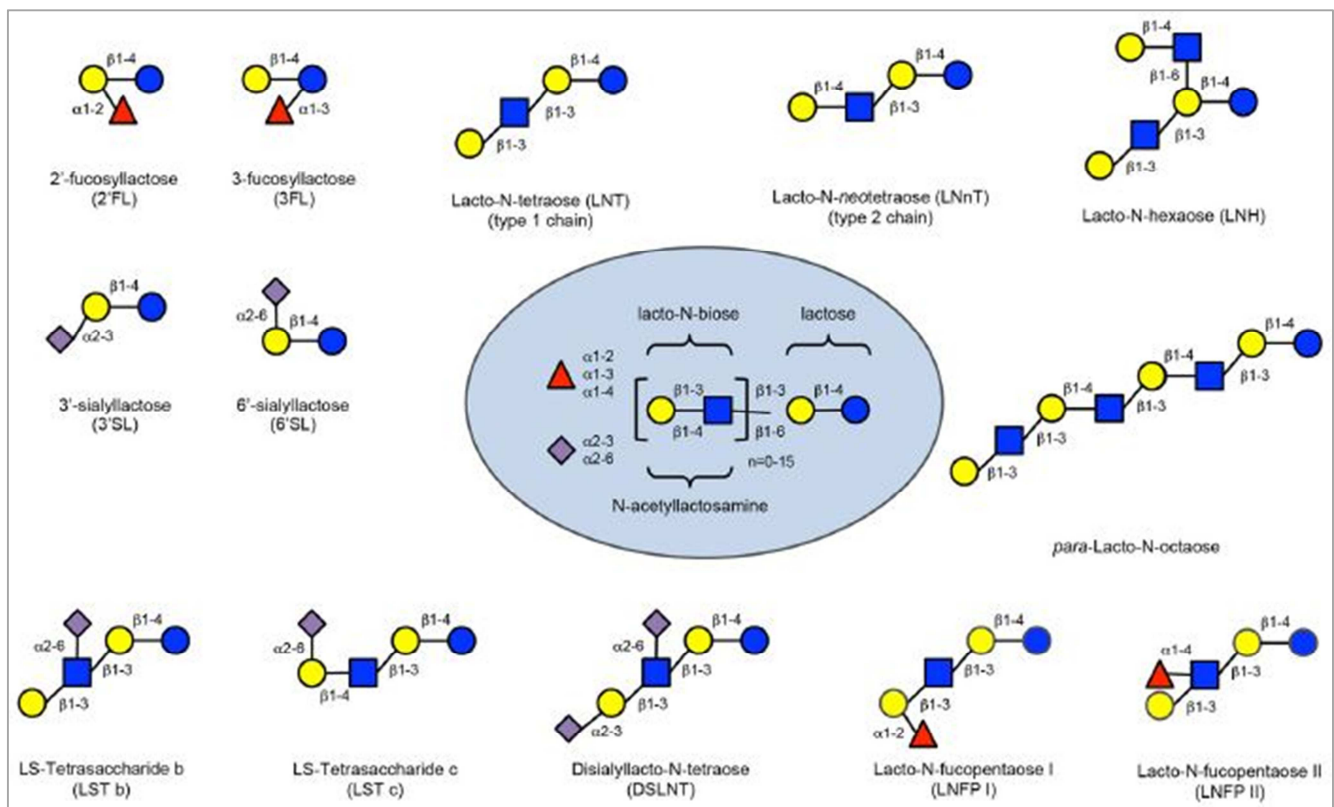 β1-4
α1-2
2'-fucosyllactose
(2'FL)
β1-4
α1-3
3-fucosyllactose
(3FL)
β1-4
β1-3
β1-3
Lacto-N-tetraose (LNT)
(type 1 chain)
β1-4
β1-4
β1-3
Lacto-N-neotetraose (LNnT)
(type 2 chain)
β1-4
β1-6
β1-4
β1-3
β1-3
Lacto-N-hexaose (LNH)
β1-4
α2-3
3'-sialyllactose
(3'SL)
α2-6
β1-4
6'-sialyllactose
(6'SL)
lacto-N-biose
lactose
α1-2
α1-3
α1-4
β1-3
β1-3
β1-4
β1-4
β1-6
α2-3
α2-6
n=0-15
N-acetyllactosamine
β1-4
β1-4
β1-3
β1-4
β1-3
β1-3
β1-3
para-Lacto-N-octaose
β1-4
α2-6
β1-3
β1-3
LS-Tetrasaccharide b
(LST b)
β1-4
α2-6
β1-3
β1-4
LS-Tetrasaccharide c
(LST c)
β1-4
α2-6
β1-3
β1-3
α2-3
Disialyllacto-N-tetraose
(DSLNT)
β1-4
β1-3
β1-3
α1-2
Lacto-N-fucopentaose I
(LNFP I)
β1-4
α1-4
β1-3
β1-3
Lacto-N-fucopentaose II
(LNFP II)